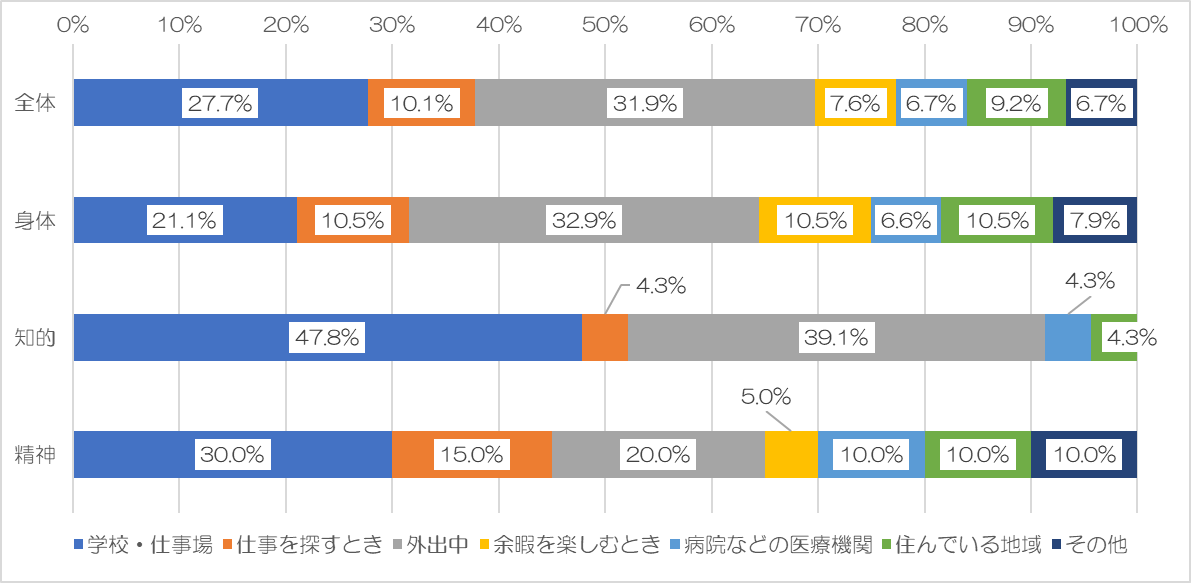 0% 10% 20% 30% 40% 50% 60% 70% 80% 90% 100%
全体 27.7% 10.1% 31.9% 7.6% 6.7% 9.2% 6.7%
身体 21.1% 10.5% 32.9% 10.5% 6.6% 10.5% 7.9%
4.3% 4.3%
知的 47.8% 39.1% 4.3%
5.0%
精神 30.0% 15.0% 20.0% 10.0% 10.0% 10.0%
学校・仕事場 仕事を探すとき 外出中 余暇を楽しむとき 病院などの医療機関 住んでいる地域 その他